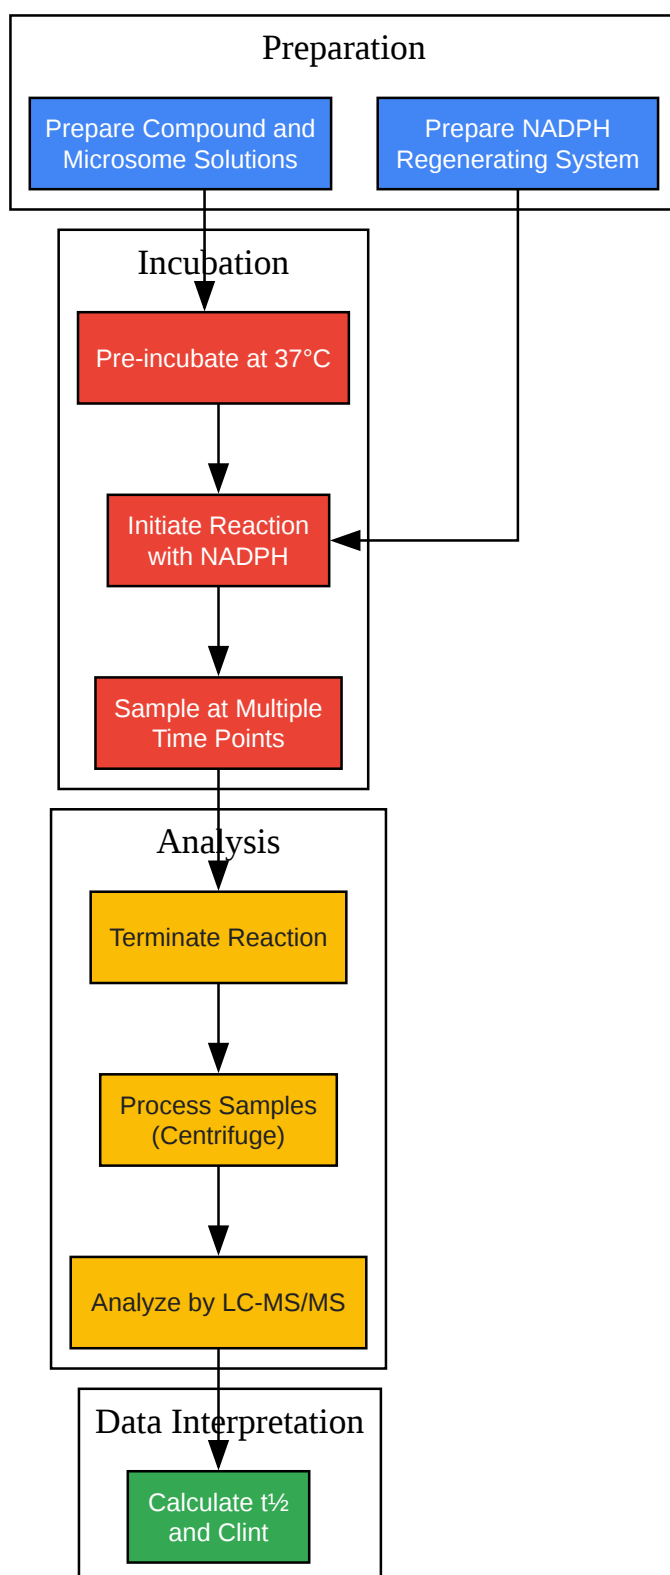 Preparation
Prepare Compound and
Microsome Solutions
Prepare NADPH
Regenerating System
Incubation
Pre-incubate at 37°C
Initiate Reaction
with NADPH
Sample at Multiple
Time Points
Analysis
Terminate Reaction
Process Samples
(Centrifuge)
Analyze by LC-MS/MS
Data Interpretation
Calculate t½
and Clint